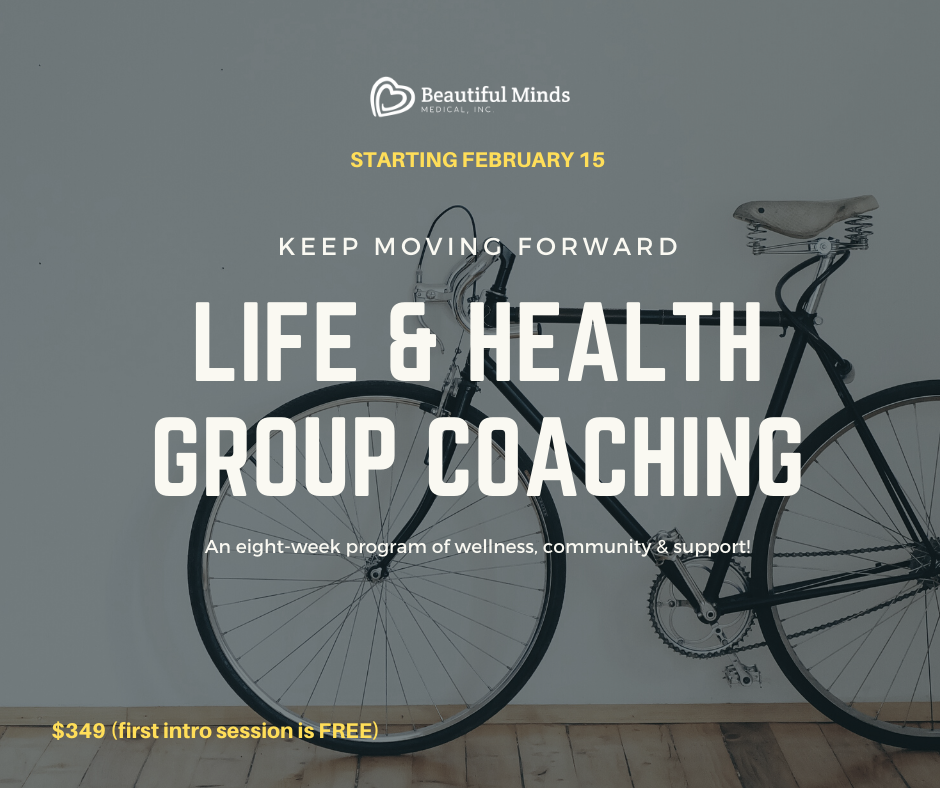 Beautiful Minds
MEDICAL, INC.
STARTING FEBRUARY 15
KEEP MOVING FORWARD
LIFE & HEALTH
GROUP COACHING
An eight-week program of wellness, community & support!
$349 (first intro session is FREE)